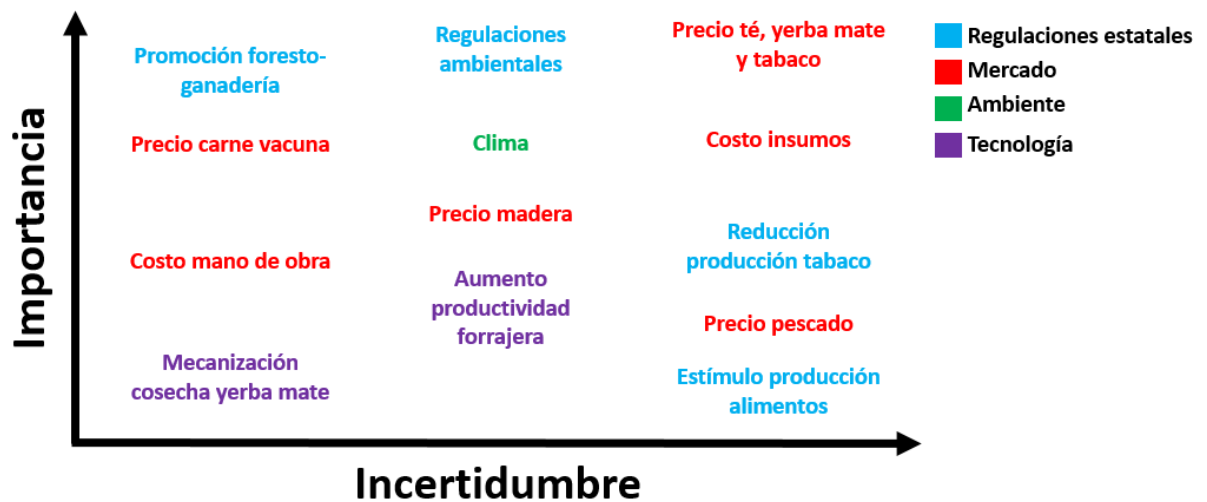 Importancia
Promoción foresto-
ganadería
Precio carne vacuna
Costo mano de obra
Mecanización
cosecha yerba mate
Regulaciones
ambientales
Clima
Precio madera
Aumento
productividad
forrajera
Precio té, yerba mate
y tabaco
Costo insumos
Reducción
producción tabaco
Precio pescado
Estímulo producción
alimentos
Regulaciones estatales
Mercado
Ambiente
Tecnología
Incertidumbre